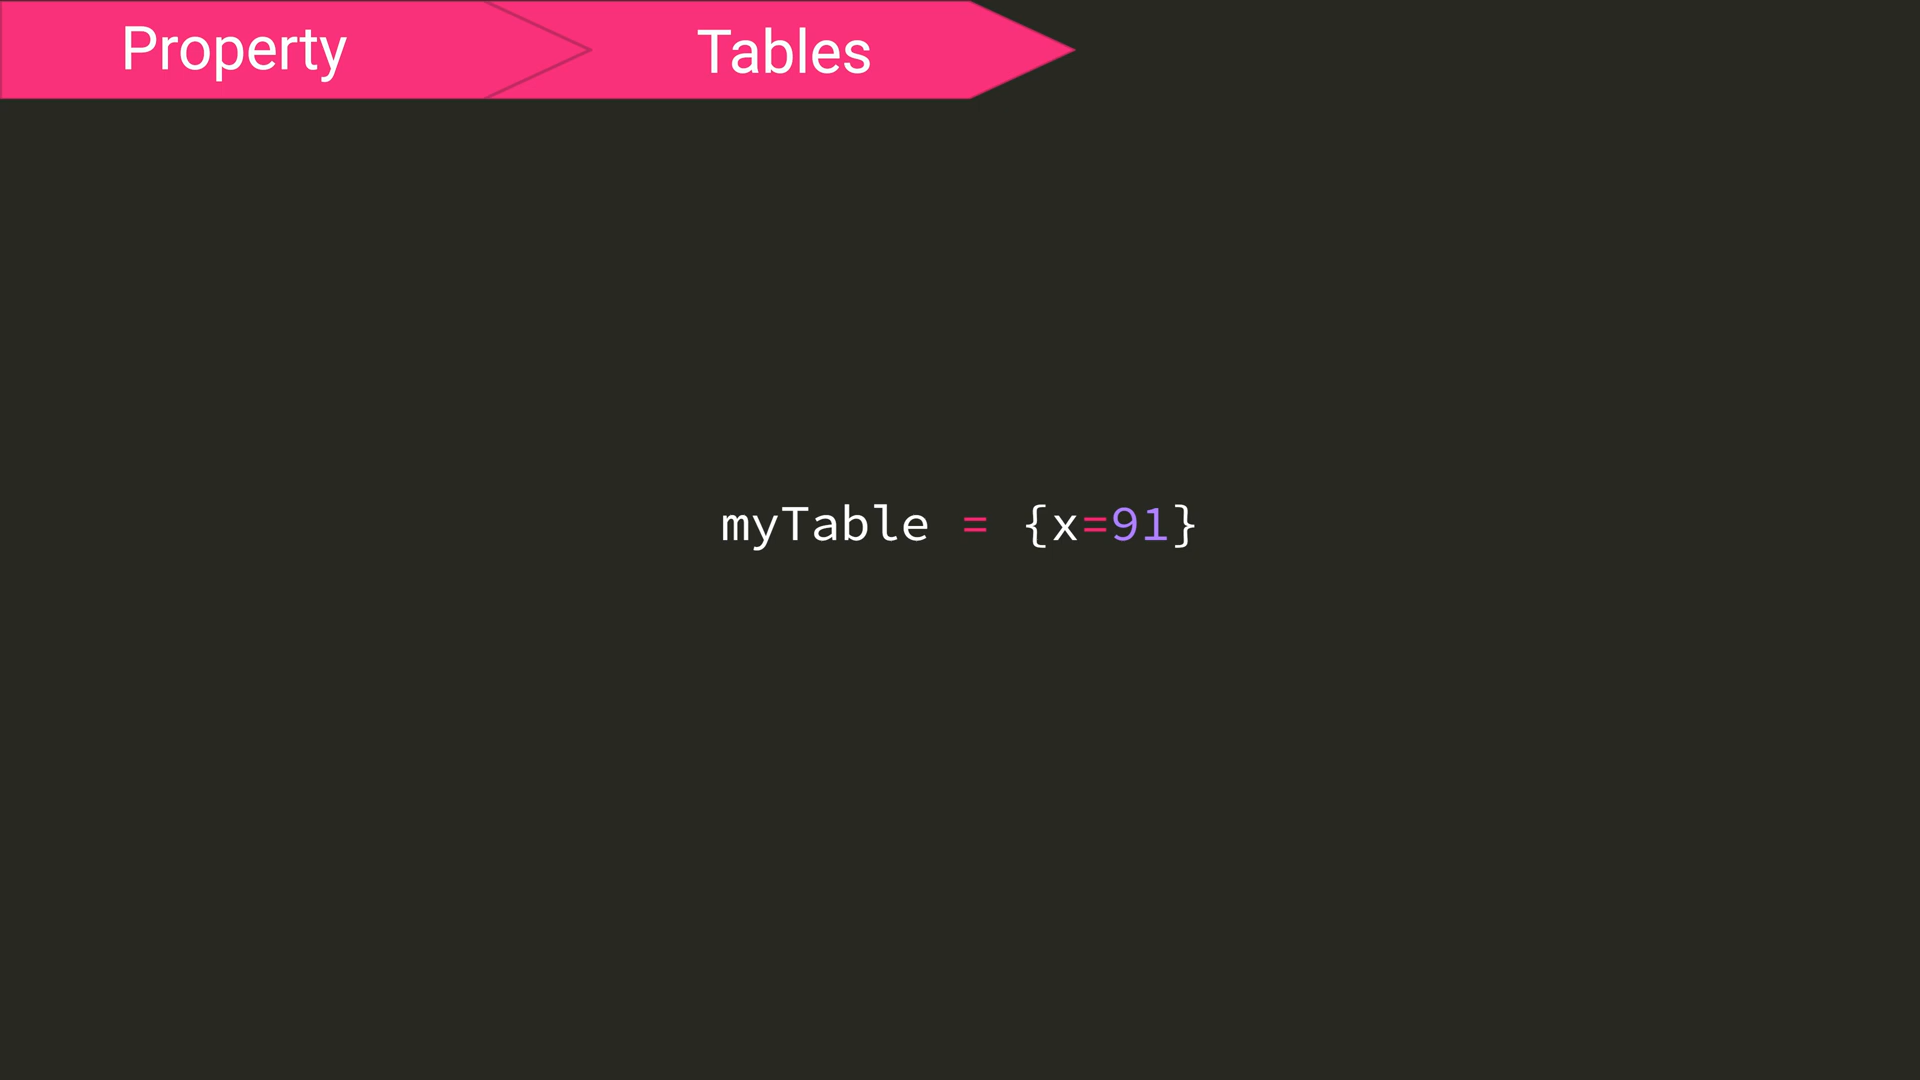 Property
Tables
myTable = {x=91}